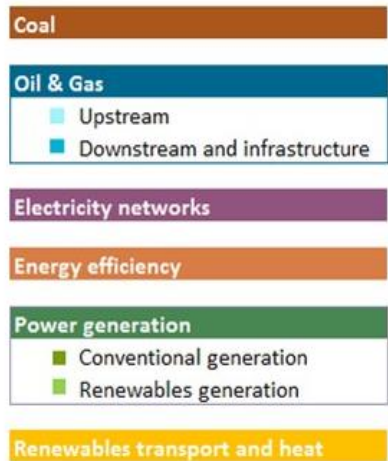 Coal
Oil & Gas
Upstream
Downstream and infrastructure
Electricity networks
Energy efficiency
Power generation
Conventional generation
Renewables generation
Renewables transport and heat